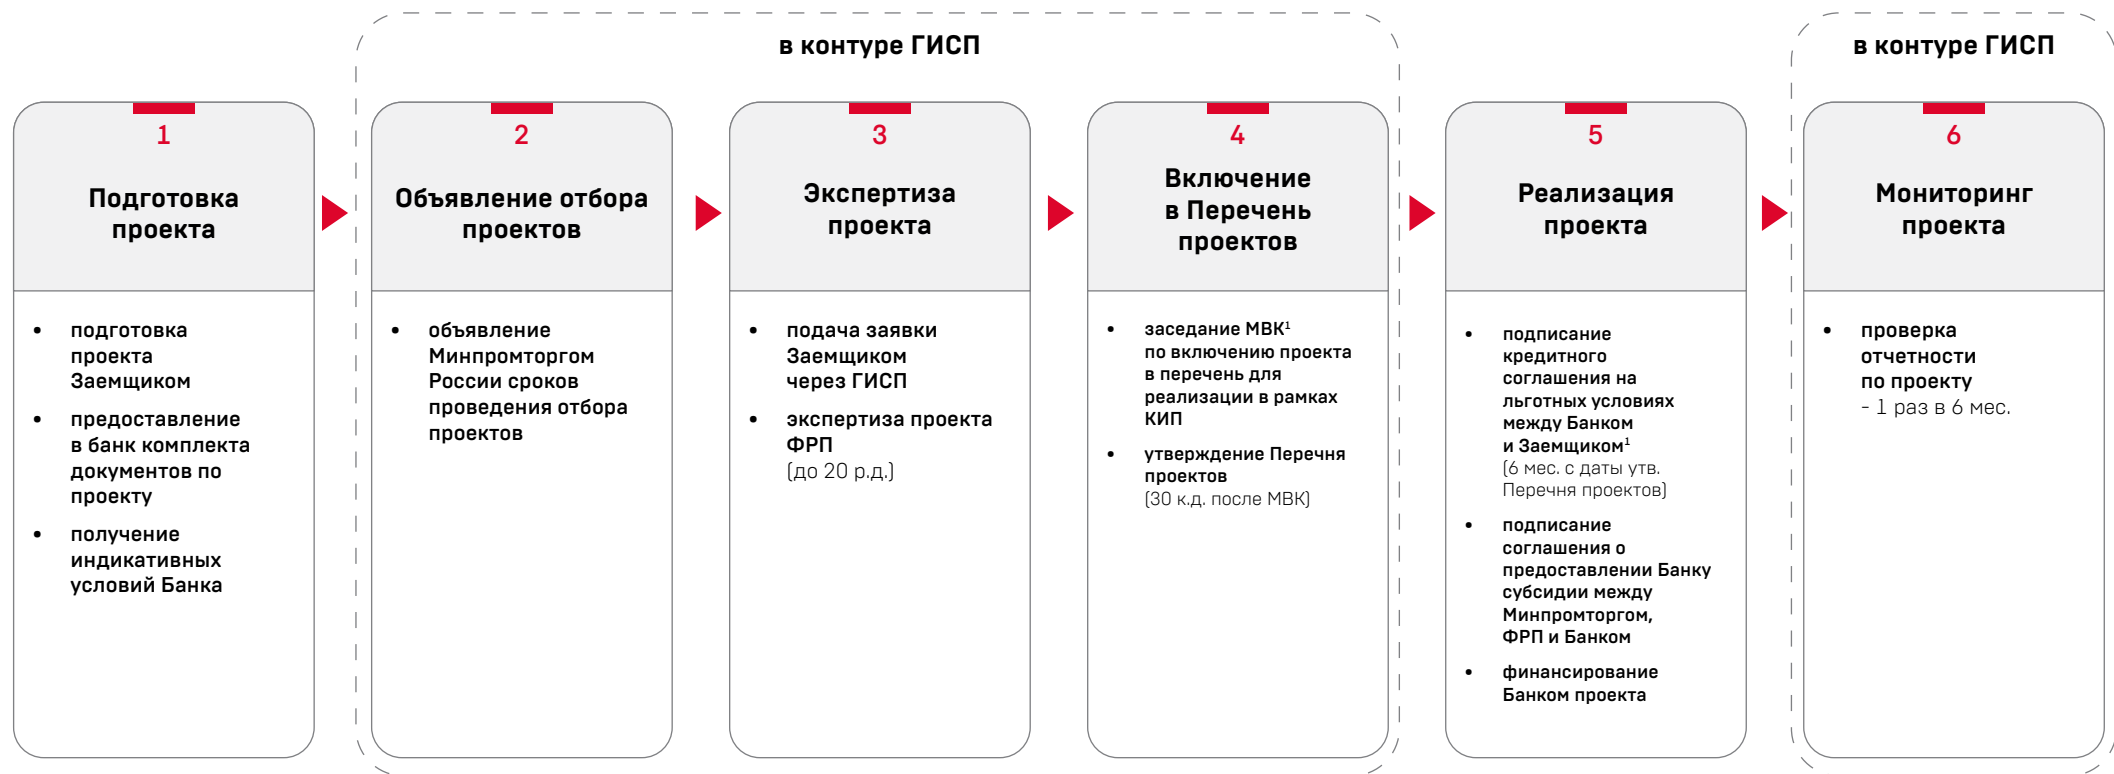 в контуре ГИСП
в контуре ГИСП
1
Подготовка
проекта
• подготовка
проекта
Заемщиком
• предоставление
в банк комплекта
документов по
проекту
• получение
индикативных
условий Банка
2
Объявление отбора
проектов
• объявление
Минпромторгом
России сроков
проведения отбора
проектов
3
Экспертиза
проекта
• подача заявки
Заемщиком
через ГИСП
• экспертиза проекта
ФРП
(до 20 р.д.)
4
Включение
в Перечень
проектов
• заседание МВК¹
по включению проекта
в перечень для
реализации в рамках
КИП
• утверждение Перечня
проектов
(30 к.д. после МВК)
5
Реализация
проекта
• подписание
кредитного
соглашения на
льготных условиях
между Банком
и Заемщиком¹
(6 мес. с даты утв.
Перечня проектов)
• подписание
соглашения о
предоставлении Банку
субсидии между
Минпромторгом,
ФРП и Банком
• финансирование
Банком проекта
6
Мониторинг
проекта
• проверка
отчетности
по проекту
- 1 раз в 6 мес.